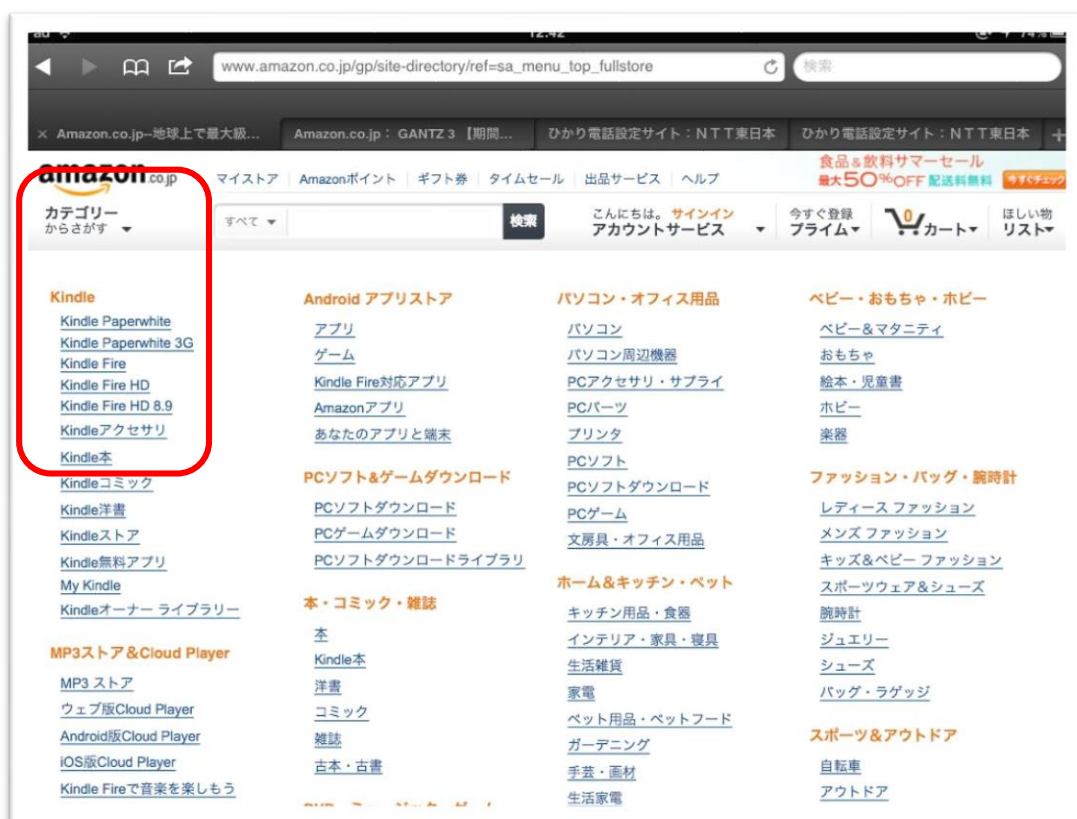 au 12:42 74%
www.amazon.co.jp/gp/site-directory/ref=sa_menu_top_fullstore 検索
× Amazon.co.jp--地球上で最大級... Amazon.co.jp： GANTZ 3 【期間... ひかり電話設定サイト：ＮＴＴ東日本 ひかり電話設定サイト：ＮＴＴ東日本 +
amazon.co.jp マイストア Amazonポイント ギフト券 タイムセール 出品サービス ヘルプ
食品&飲料サマーセール
最大50%OFF 配送料無料 今すぐチェック
カテゴリー
からさがす
すべて 検索
こんにちは。サインイン
アカウントサービス
今すぐ登録
プライム
0
カート
ほしい物
リスト
Kindle
Kindle Paperwhite
Kindle Paperwhite 3G
Kindle Fire
Kindle Fire HD
Kindle Fire HD 8.9
Kindleアクセサリ
Kindle本
Kindleコミック
Kindle洋書
Kindleストア
Kindle無料アプリ
My Kindle
Kindleオーナー ライブラリー
MP3ストア&Cloud Player
MP3 ストア
ウェブ版Cloud Player
Android版Cloud Player
iOS版Cloud Player
Kindle Fireで音楽を楽しもう
Android アプリストア
アプリ
ゲーム
Kindle Fire対応アプリ
Amazonアプリ
あなたのアプリと端末
PCソフト&ゲームダウンロード
PCソフトダウンロード
PCゲームダウンロード
PCソフトダウンロードライブラリ
本・コミック・雑誌
本
Kindle本
洋書
コミック
雑誌
古本・古書
パソコン・オフィス用品
パソコン
パソコン周辺機器
PCアクセサリ・サプライ
PCパーツ
プリンタ
PCソフト
PCソフトダウンロード
PCゲーム
文房具・オフィス用品
ホーム&キッチン・ペット
キッチン用品・食器
インテリア・家具・寝具
生活雑貨
家電
ペット用品・ペットフード
ガーデニング
手芸・画材
生活家電
ベビー・おもちゃ・ホビー
ベビー&マタニティ
おもちゃ
絵本・児童書
ホビー
楽器
ファッション・バッグ・腕時計
レディース ファッション
メンズ ファッション
キッズ&ベビー ファッション
スポーツウェア&シューズ
腕時計
ジュエリー
シューズ
バッグ・ラゲッジ
スポーツ&アウトドア
自転車
アウトドア